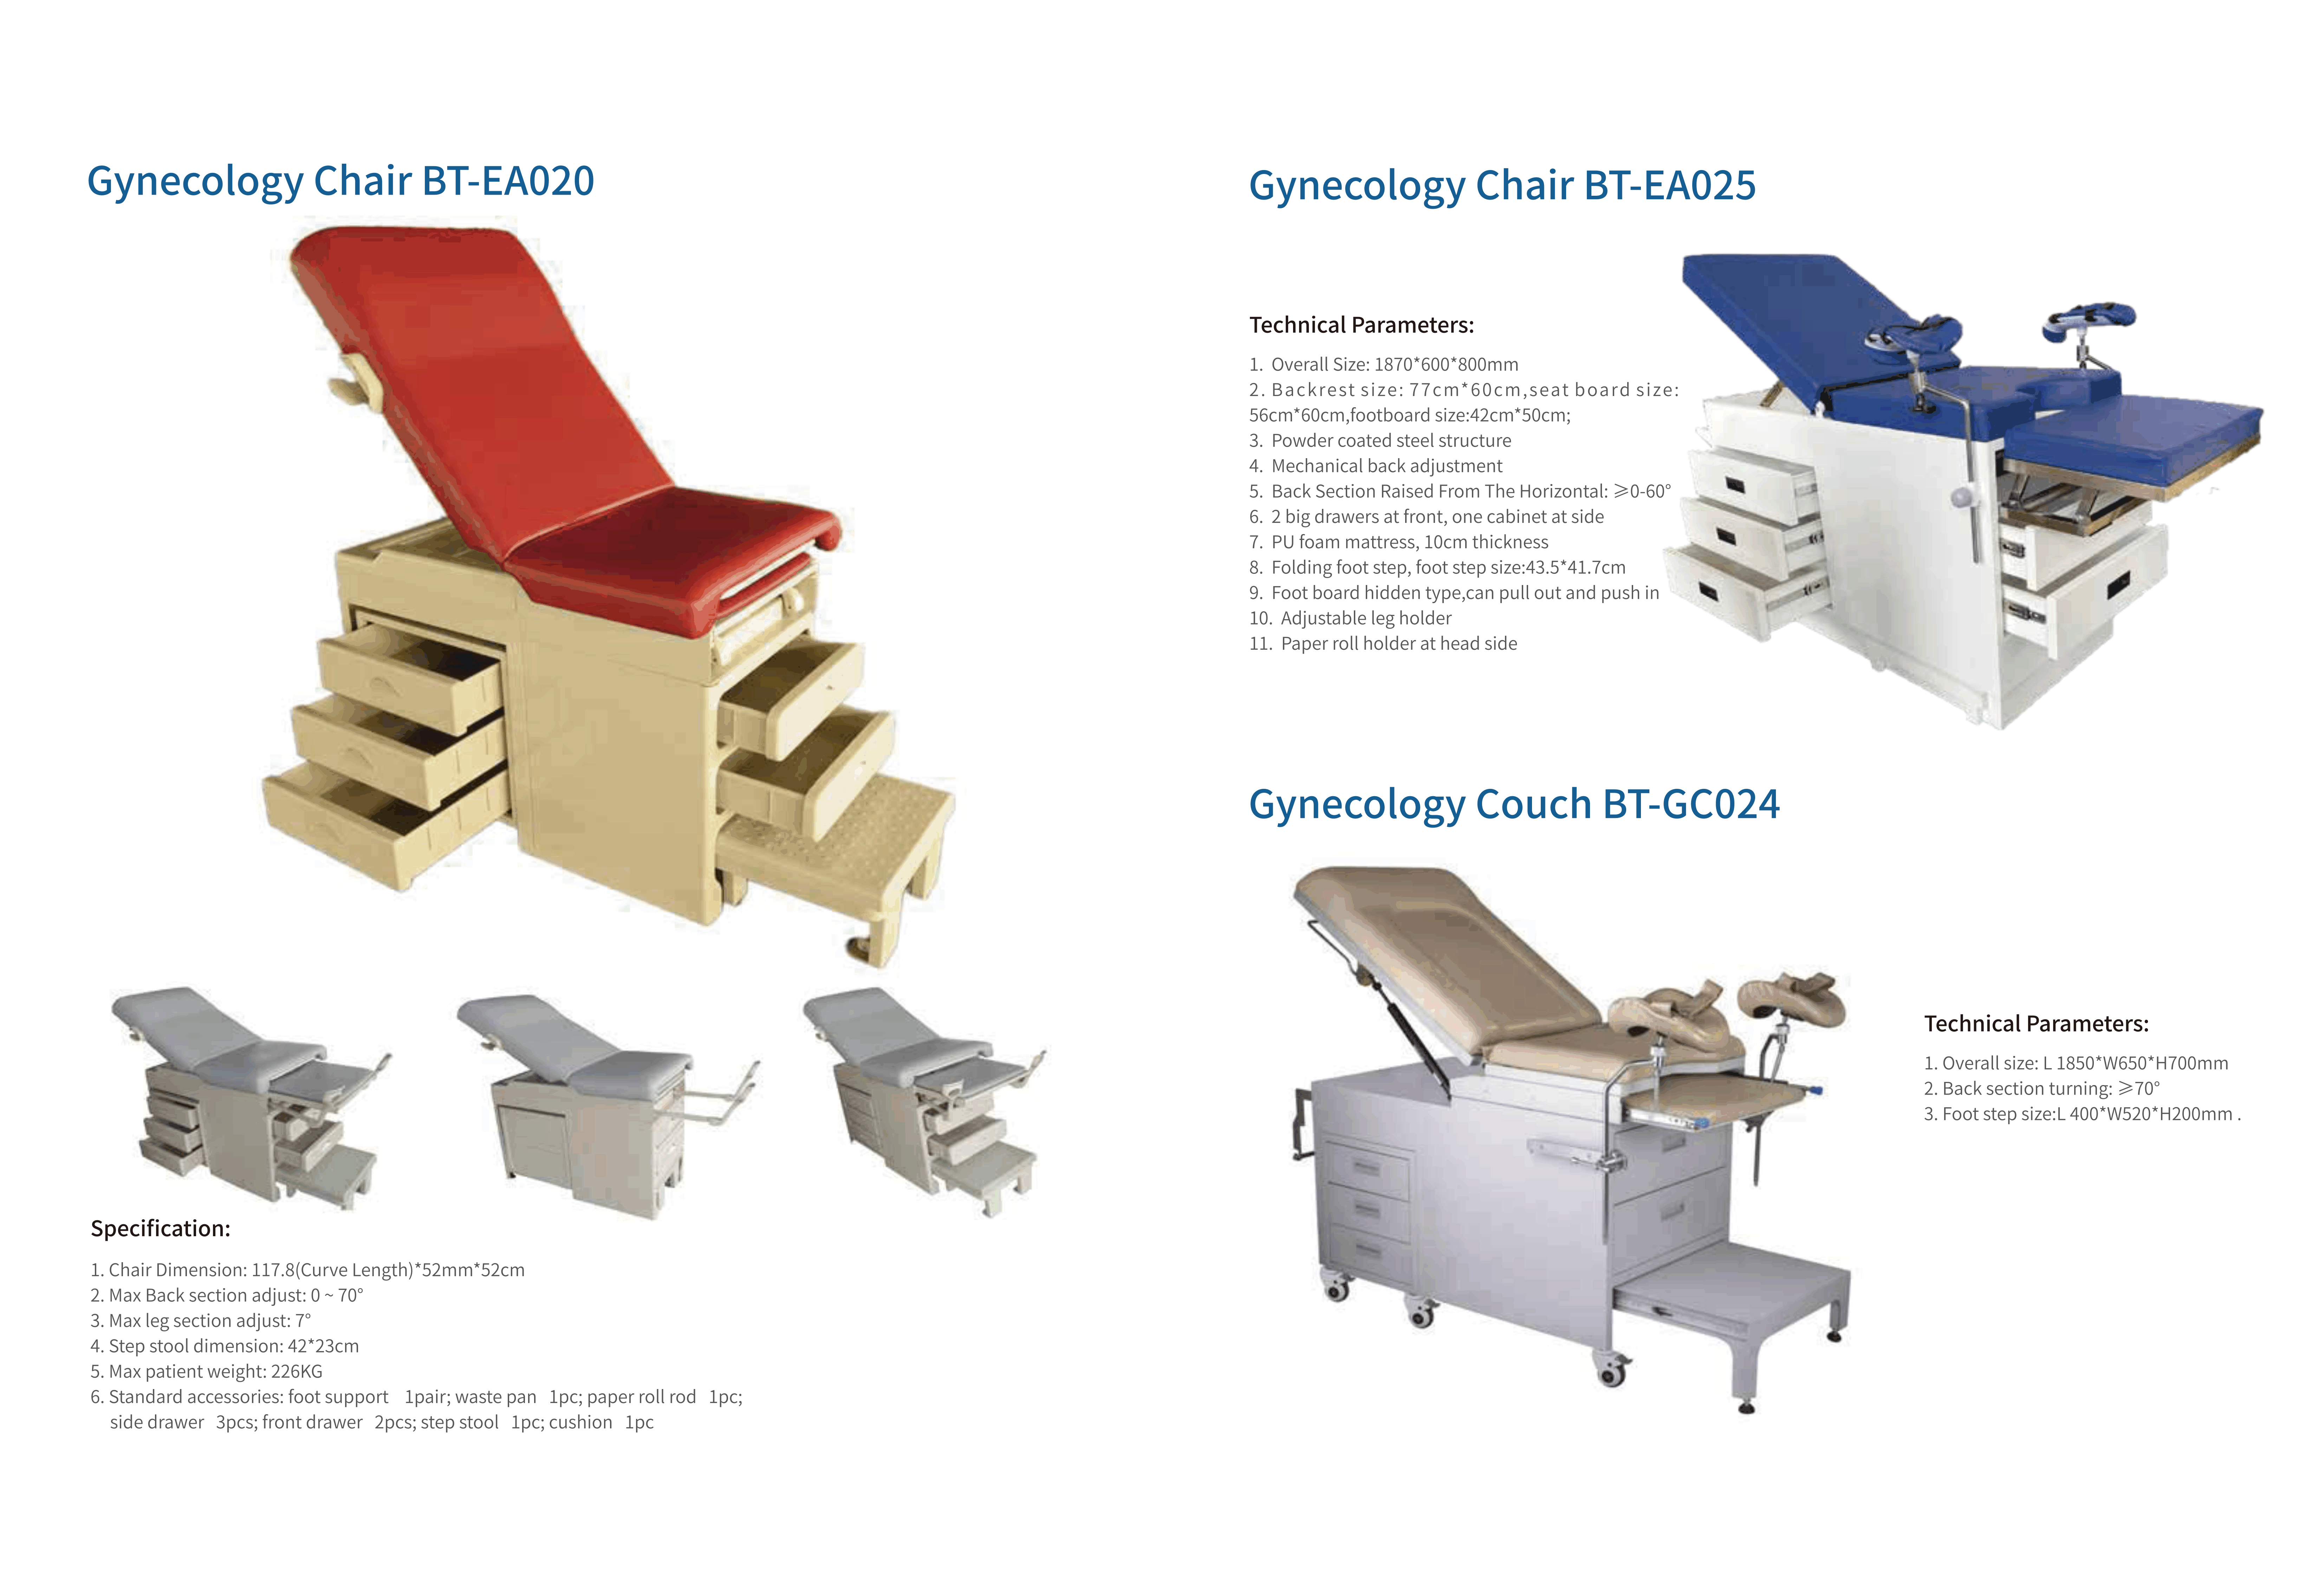 Gynecology Chair BT-EA020
Specification:
1. Chair Dimension: 117.8(Curve Length)*52mm*52cm
2. Max Back section adjust: 0 ~ 70°
3. Max leg section adjust: 7°
4. Step stool dimension: 42*23cm
5. Max patient weight: 226KG
6. Standard accessories: foot support 1pair; waste pan 1pc; paper roll rod 1pc;
side drawer 3pcs; front drawer 2pcs; step stool 1pc; cushion 1pc
Gynecology Chair BT-EA025
Technical Parameters:
1. Overall Size: 1870*600*800mm
2. Backrest size: 77cm*60cm,seat board size:
56cm*60cm,footboard size:42cm*50cm;
3. Powder coated steel structure
4. Mechanical back adjustment
5. Back Section Raised From The Horizontal: ⩾0-60°
6. 2 big drawers at front, one cabinet at side
7. PU foam mattress, 10cm thickness
8. Folding foot step, foot step size:43.5*41.7cm
9. Foot board hidden type,can pull out and push in
10. Adjustable leg holder
11. Paper roll holder at head side
Gynecology Couch BT-GC024
Technical Parameters:
1. Overall size: L 1850*W650*H700mm
2. Back section turning: ⩾70°
3. Foot step size:L 400*W520*H200mm .